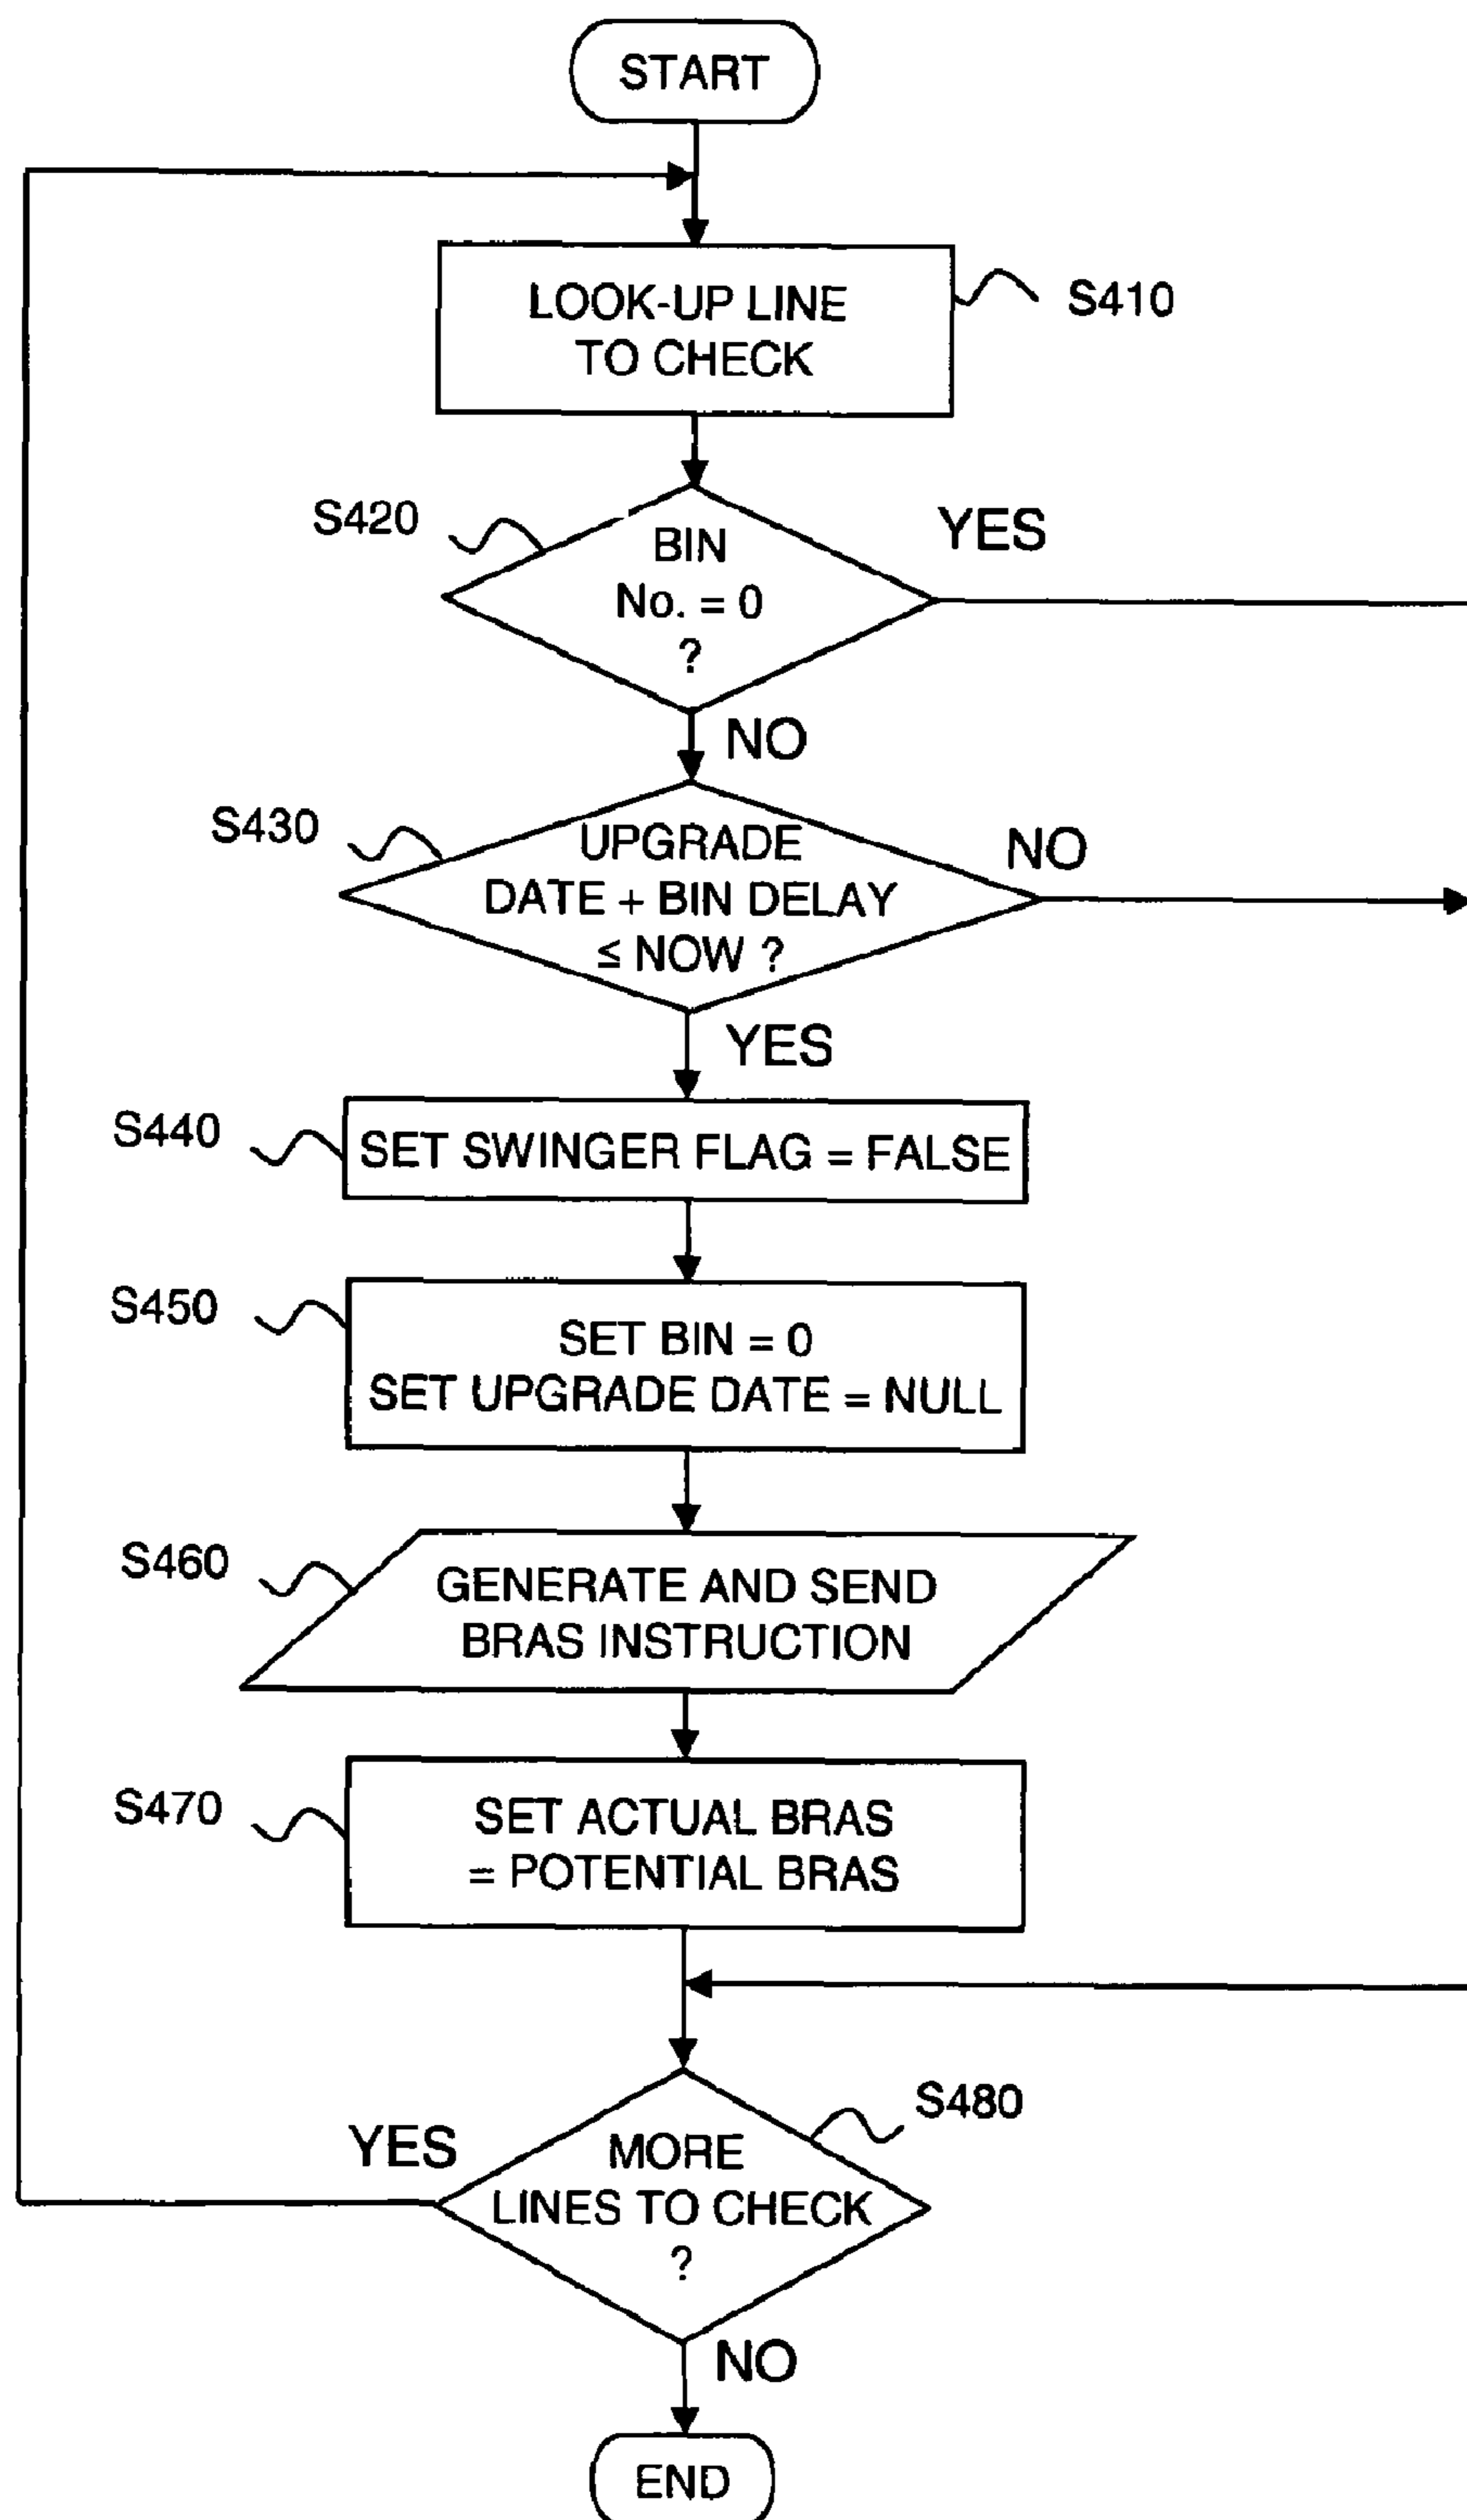 START
LOOK-UP LINE
TO CHECK
S410
S420
BIN
No. = 0
?
YES
NO
S430
UPGRADE
DATE + BIN DELAY
≤ NOW ?
NO
YES
S440
SET SWINGER FLAG = FALSE
S450
SET BIN = 0
SET UPGRADE DATE = NULL
S460
GENERATE AND SEND
BRAS INSTRUCTION
S470
SET ACTUAL BRAS
= POTENTIAL BRAS
S480
YES
MORE
LINES TO CHECK
?
NO
END